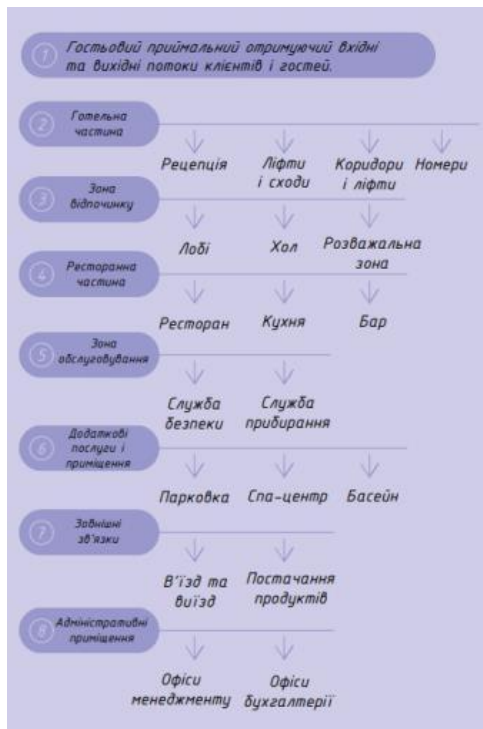 1 Гостьовий приймальний отримуючий вхідні
та вихідні потоки клієнтів і гостей.
2 Готельна
частина
Рецепція Ліфти Коридори Номери
і сходи і ліфти
3 Зона
відпочинку
Лобі Хол Розважальна
зона
4 Ресторанна
частина
Ресторан Кухня Бар
5 Зона
обслуговування
Служба Служба
безпеки прибирання
6 Додаткові
послуги і
приміщення
Парковка Спа-центр Басейн
7 Зовнішні
зв'язки
В'їзд та Постачання
виїзд продуктів
8 Адміністративні
приміщення
Офіси Офіси
менеджменту бухгалтерії